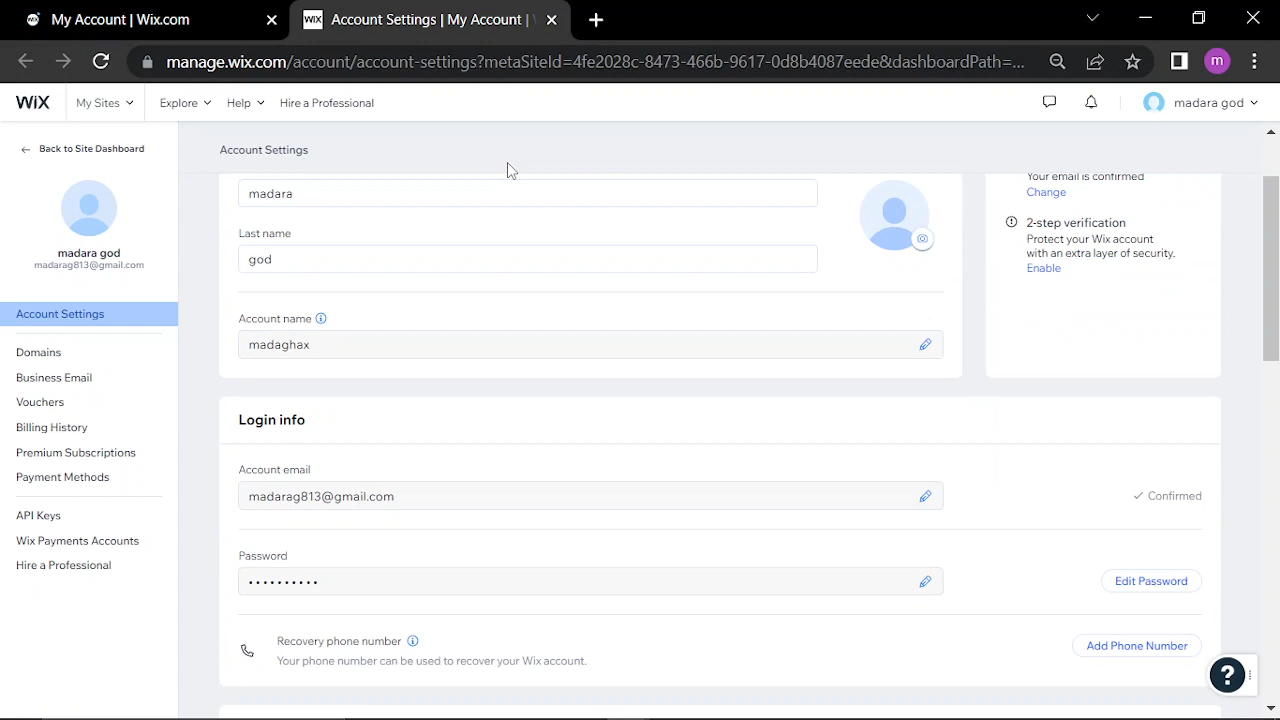 WiX My Account | Wix.com
WiX Account Settings | My Account |
manage.wix.com/account/account-settings?metaSiteId=4fe2028c-8473-466b-9617-0d8b4087eede&dashboardPath=...
m
WiX My Sites Explore Help Hire a Professional madara god
Back to Site Dashboard
madara god
madarag813@gmail.com
Account Settings
Domains
Business Email
Vouchers
Billing History
Premium Subscriptions
Payment Methods
API Keys
Wix Payments Accounts
Hire a Professional
Account Settings
madara
Last name
god
Account name
madaghax
Your email is confirmed
Change
2-step verification
Protect your Wix account
with an extra layer of security.
Enable
Login info
Account email
madarag813@gmail.com
Confirmed
Password
••••••••••
Edit Password
Recovery phone number
Your phone number can be used to recover your Wix account.
Add Phone Number
?